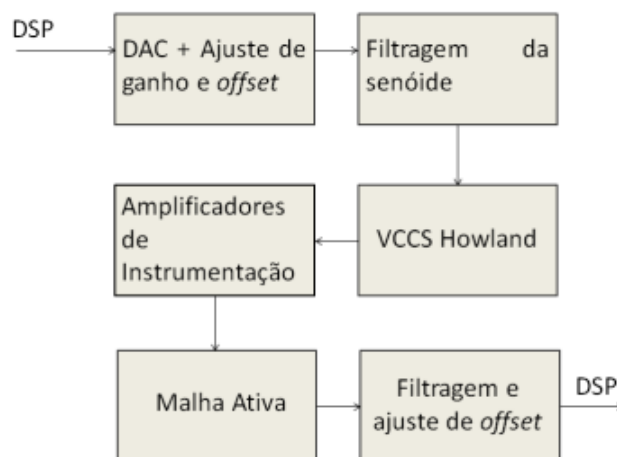 DSP
DAC + Ajuste de
ganho e offset
Filtragem da
senóide
VCCS Howland
Amplificadores
de
Instrumentação
Malha Ativa
Filtragem e
ajuste de offset
DSP